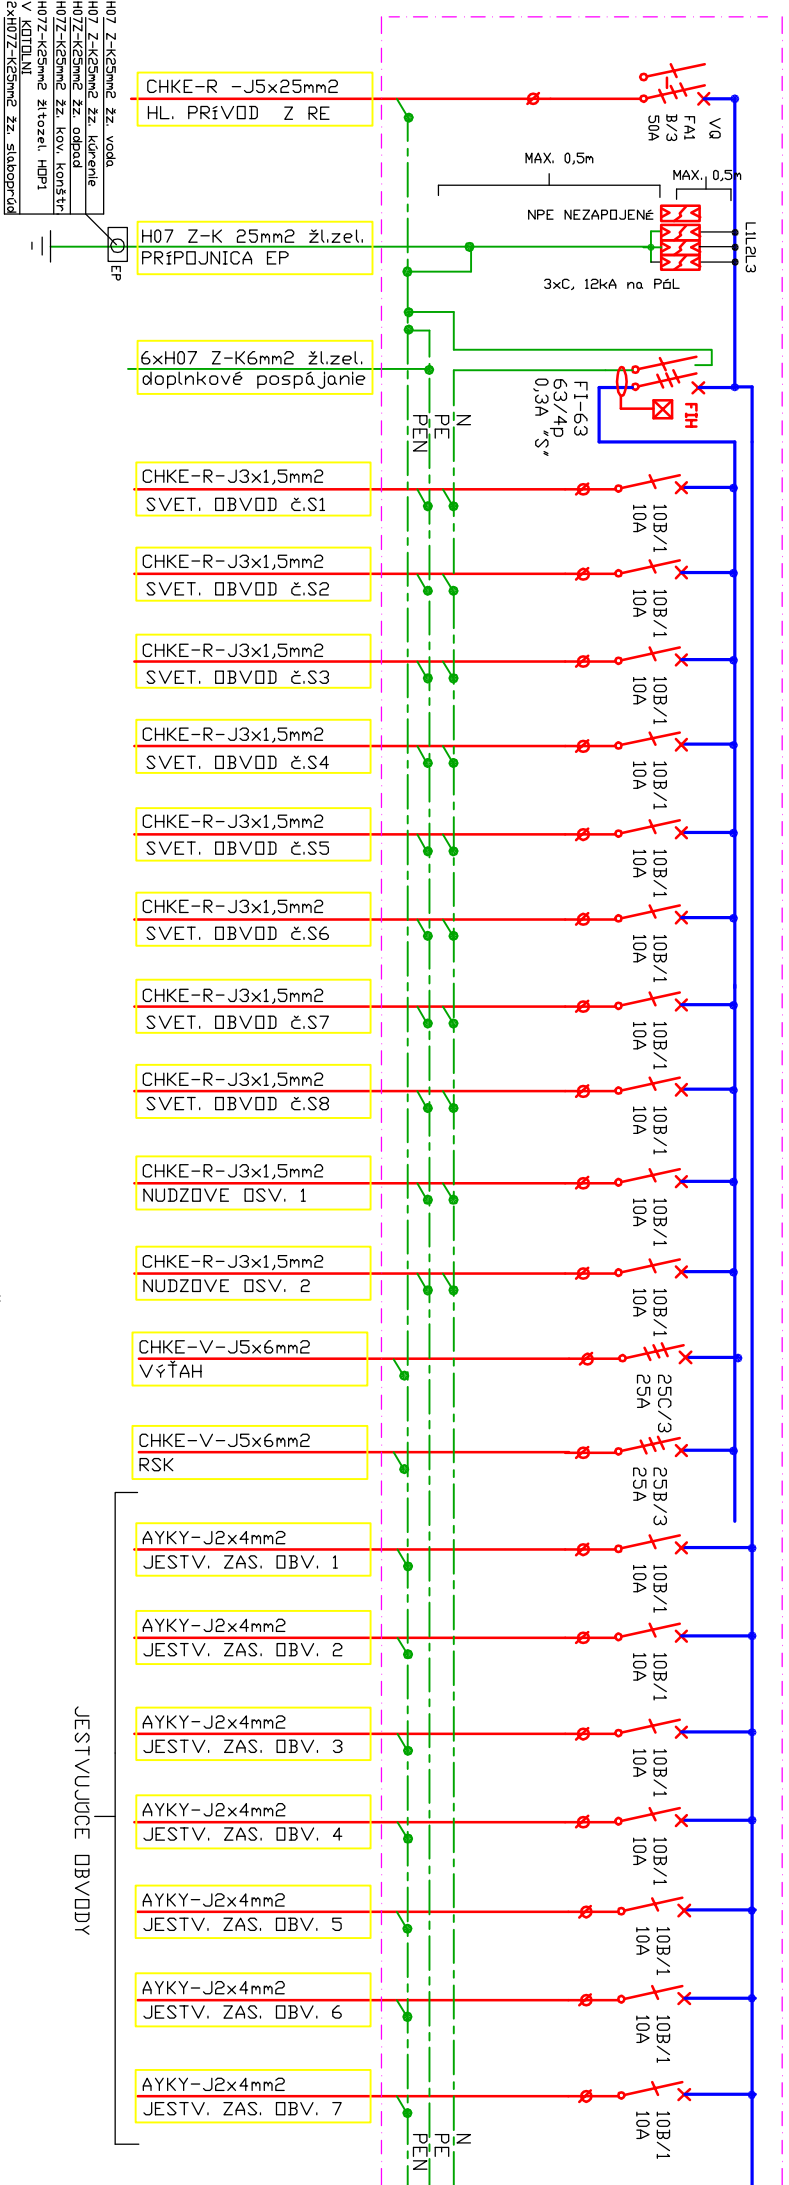 H07 Z-K25mm2 žz. voda
H07 Z-K25mm2 žz. kúrenie
H07Z-K25mm2 žz. odpad
H07Z-K25mm2 žz. kov. konštr.
H07Z-K25mm2 žltozel. HOP1
V KOTOLNI
2xH07Z-K25mm2 žz. slaboprúd
CHKE-R -J5x25mm2
HL. PRÍVOD Z RE
VQ
FA1
B/3
50A
MAX. 0,5m
MAX. 0,5m
NPE NEZAPOJENÉ
L1L2L3
3xC, 12kA na PóL
H07 Z-K 25mm2 žl.zel.
PRÍPOJNICA EP
EP
6xH07 Z-K6mm2 žl.zel.
doplnkové pospájanie
FI-63
63/4p
0,3A "S"
FIH
N
PE
PEN
CHKE-R-J3x1,5mm2
SVET. OBVOD č.S1
10B/1
10A
CHKE-R-J3x1,5mm2
SVET. OBVOD č.S2
10B/1
10A
CHKE-R-J3x1,5mm2
SVET. OBVOD č.S3
10B/1
10A
CHKE-R-J3x1,5mm2
SVET. OBVOD č.S4
10B/1
10A
CHKE-R-J3x1,5mm2
SVET. OBVOD č.S5
10B/1
10A
CHKE-R-J3x1,5mm2
SVET. OBVOD č.S6
10B/1
10A
CHKE-R-J3x1,5mm2
SVET. OBVOD č.S7
10B/1
10A
CHKE-R-J3x1,5mm2
SVET. OBVOD č.S8
10B/1
10A
CHKE-R-J3x1,5mm2
NUDZOVE OSV. 1
10B/1
10A
CHKE-R-J3x1,5mm2
NUDZOVE OSV. 2
10B/1
10A
CHKE-V-J5x6mm2
VÝŤAH
25C/3
25A
CHKE-V-J5x6mm2
RSK
25B/3
25A
JESTVUJÚCE OBVODY
AYKY-J2x4mm2
JESTV. ZAS. OBV. 1
10B/1
10A
AYKY-J2x4mm2
JESTV. ZAS. OBV. 2
10B/1
10A
AYKY-J2x4mm2
JESTV. ZAS. OBV. 3
10B/1
10A
AYKY-J2x4mm2
JESTV. ZAS. OBV. 4
10B/1
10A
AYKY-J2x4mm2
JESTV. ZAS. OBV. 5
10B/1
10A
AYKY-J2x4mm2
JESTV. ZAS. OBV. 6
10B/1
10A
AYKY-J2x4mm2
JESTV. ZAS. OBV. 7
10B/1
10A
N
PE
PEN